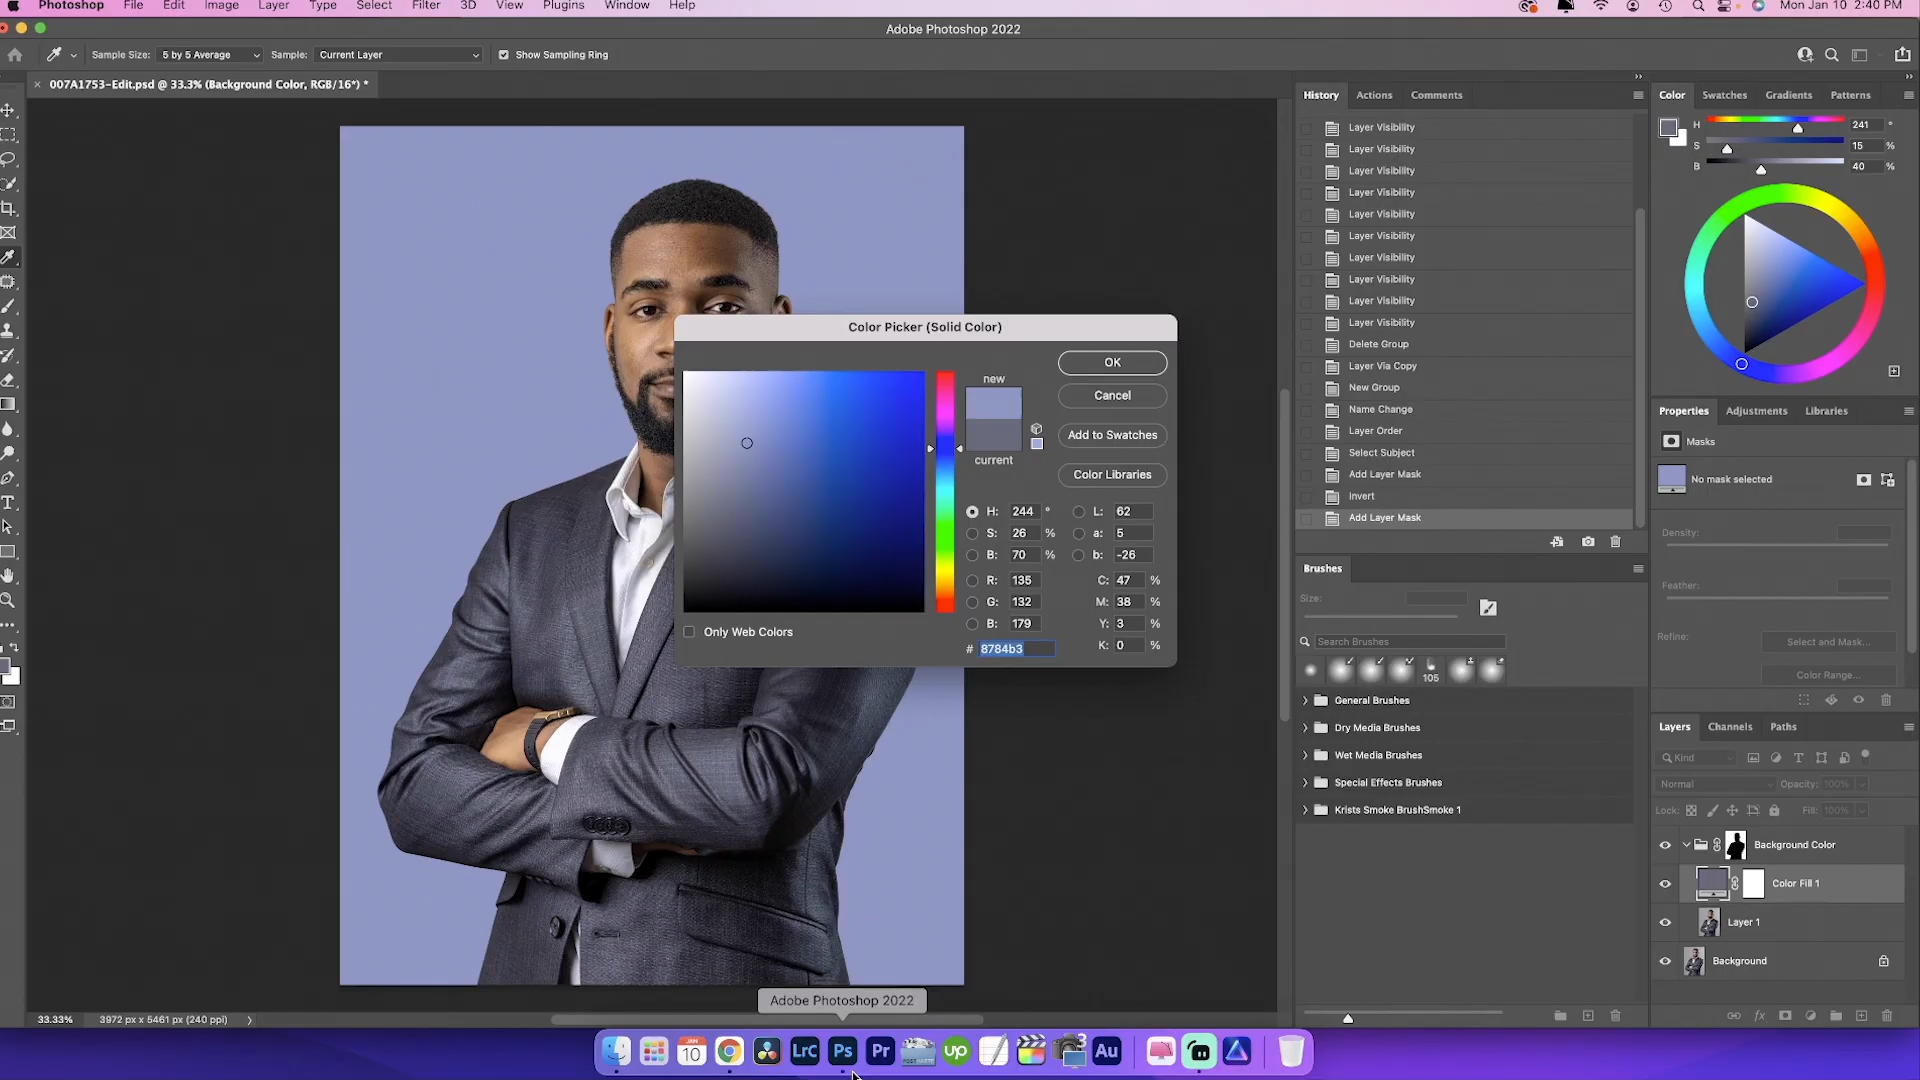 Photoshop File Edit Image Layer Type Select Filter 3D View Plugins Window Help Mon Jan 10 2:40 PM
Adobe Photoshop 2022
Sample Size: 5 by 5 Average Sample: Current Layer Show Sampling Ring
× 007A1753-Edit.psd @ 33.3% (Background Color, RGB/16*) *
History Actions Comments
Layer Visibility
Layer Visibility
Layer Visibility
Layer Visibility
Layer Visibility
Layer Visibility
Layer Visibility
Layer Visibility
Layer Visibility
Layer Visibility
Delete Group
Layer Via Copy
New Group
Name Change
Layer Order
Select Subject
Add Layer Mask
Invert
Add Layer Mask
Color Swatches Gradients Patterns
H 241 °
S 15 %
B 40 %
Color Picker (Solid Color)
new
current
OK
Cancel
Add to Swatches
Color Libraries
H: 244 ° L: 62
S: 26 % a: 5
B: 70 % b: -26
R: 135 C: 47 %
G: 132 M: 38 %
B: 179 Y: 3 %
# 8784b3 K: 0 %
Only Web Colors
Properties Adjustments Libraries
Masks
No mask selected
Density:
Feather:
Refine: Select and Mask...
Color Range...
Brushes
Size:
Search Brushes
105
General Brushes
Dry Media Brushes
Wet Media Brushes
Special Effects Brushes
Krists Smoke BrushSmoke 1
Layers Channels Paths
Kind
Normal Opacity: 100%
Lock: Fill: 100%
Background Color
Color Fill 1
Layer 1
Background
fx
33.33% 3972 px x 5461 px (240 ppi)
Adobe Photoshop 2022
JAN
10
LrC Ps Pr up 3 Au